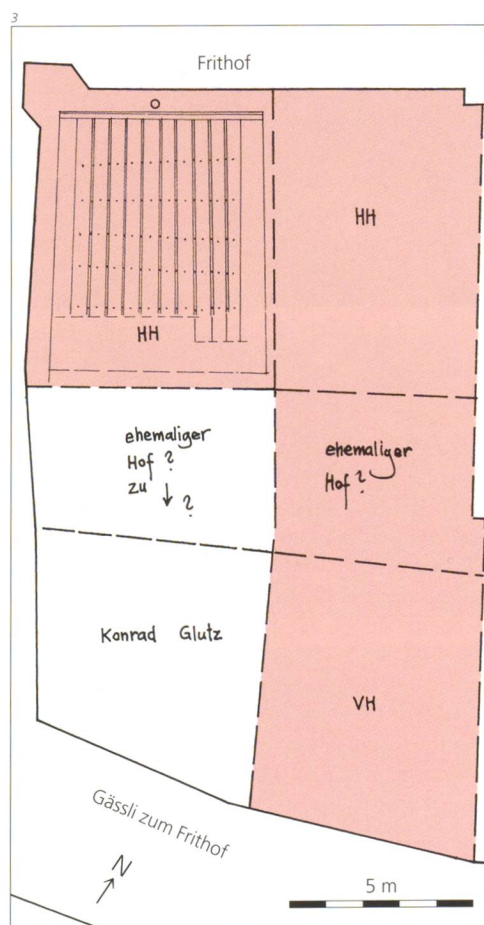 3
Frithof
HH
HH
ehemaliger
Hof ?
zu ↓ ?
ehemaliger
Hof ?
Konrad Glutz
VH
Gässli zum Frithof
N
5 m